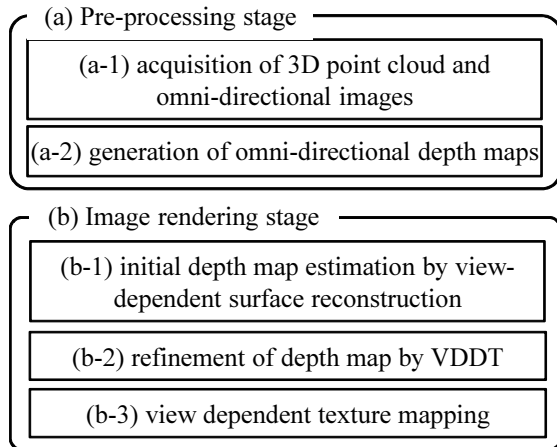 (a) Pre-processing stage
(a-1) acquisition of 3D point cloud and
omni-directional images
(a-2) generation of omni-directional depth maps
(b) Image rendering stage
(b-1) initial depth map estimation by view-
dependent surface reconstruction
(b-2) refinement of depth map by VDDT
(b-3) view dependent texture mapping